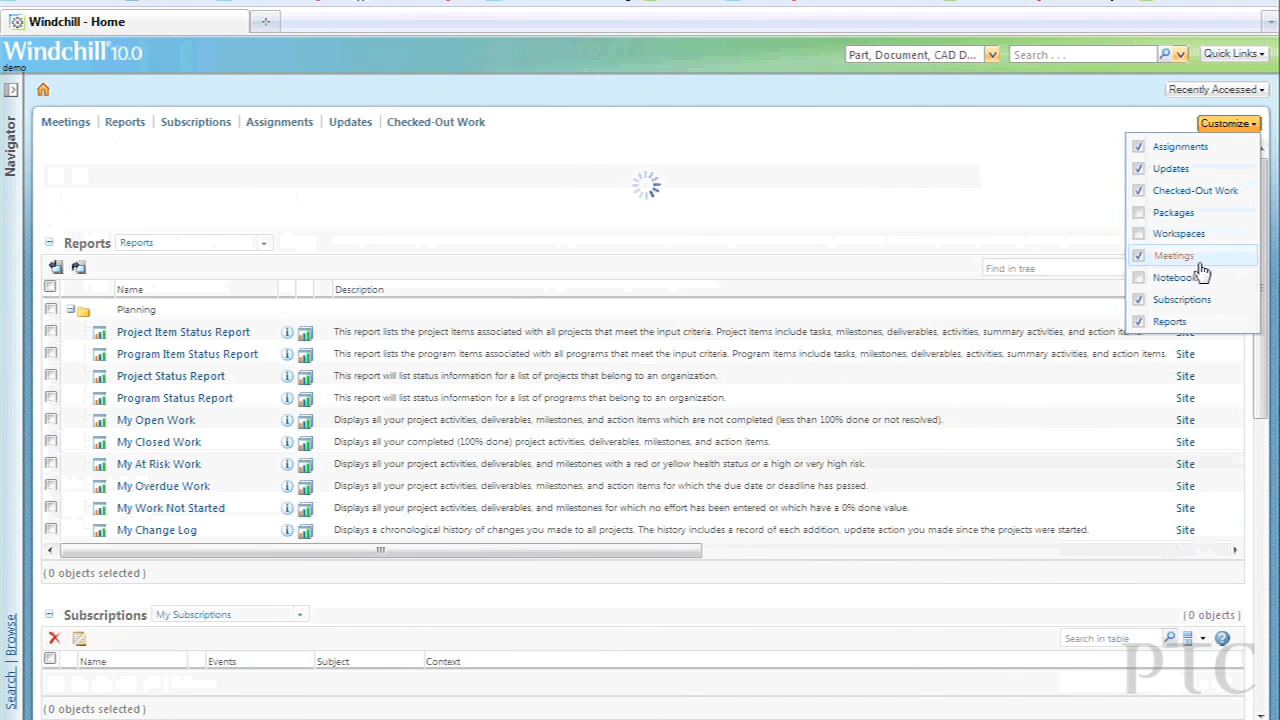 Windchill - Home
Windchill 10.0
demo
Part, Document, CAD D...
Search . . .
Quick Links
Recently Accessed
Navigator
Meetings | Reports | Subscriptions | Assignments | Updates | Checked-Out Work
Customize
Assignments
Updates
Checked-Out Work
Packages
Workspaces
Meetings
Notebook
Subscriptions
Reports
Reports Reports
Find in tree
Name Description
Planning
Project Item Status Report This report lists the project items associated with all projects that meet the input criteria. Project items include tasks, milestones, deliverables, activities, summary activities, and action items. Site
Program Item Status Report This report lists the program items associated with all programs that meet the input criteria. Program items include tasks, milestones, deliverables, activities, summary activities, and action items. Site
Project Status Report This report will list status information for a list of projects that belong to an organization. Site
Program Status Report This report will list status information for a list of programs that belong to an organization. Site
My Open Work Displays all your project activities, deliverables, milestones, and action items which are not completed (less than 100% done or not resolved). Site
My Closed Work Displays all your completed (100% done) project activities, deliverables, milestones, and action items. Site
My At Risk Work Displays all your project activities, deliverables, and milestones with a red or yellow health status or a high or very high risk. Site
My Overdue Work Displays all your project activities, deliverables, milestones, and action items for which the due date or deadline has passed. Site
My Work Not Started Displays all your project activities, deliverables, and milestones for which no effort has been entered or which have a 0% done value. Site
My Change Log Displays a chronological history of changes you made to all projects. The history includes a record of each addition, update action you made since the projects were started. Site
( 0 objects selected )
Subscriptions My Subscriptions ( 0 objects )
Search in table
Name Events Subject Context
( 0 objects selected )
Search... | Browse
ptc